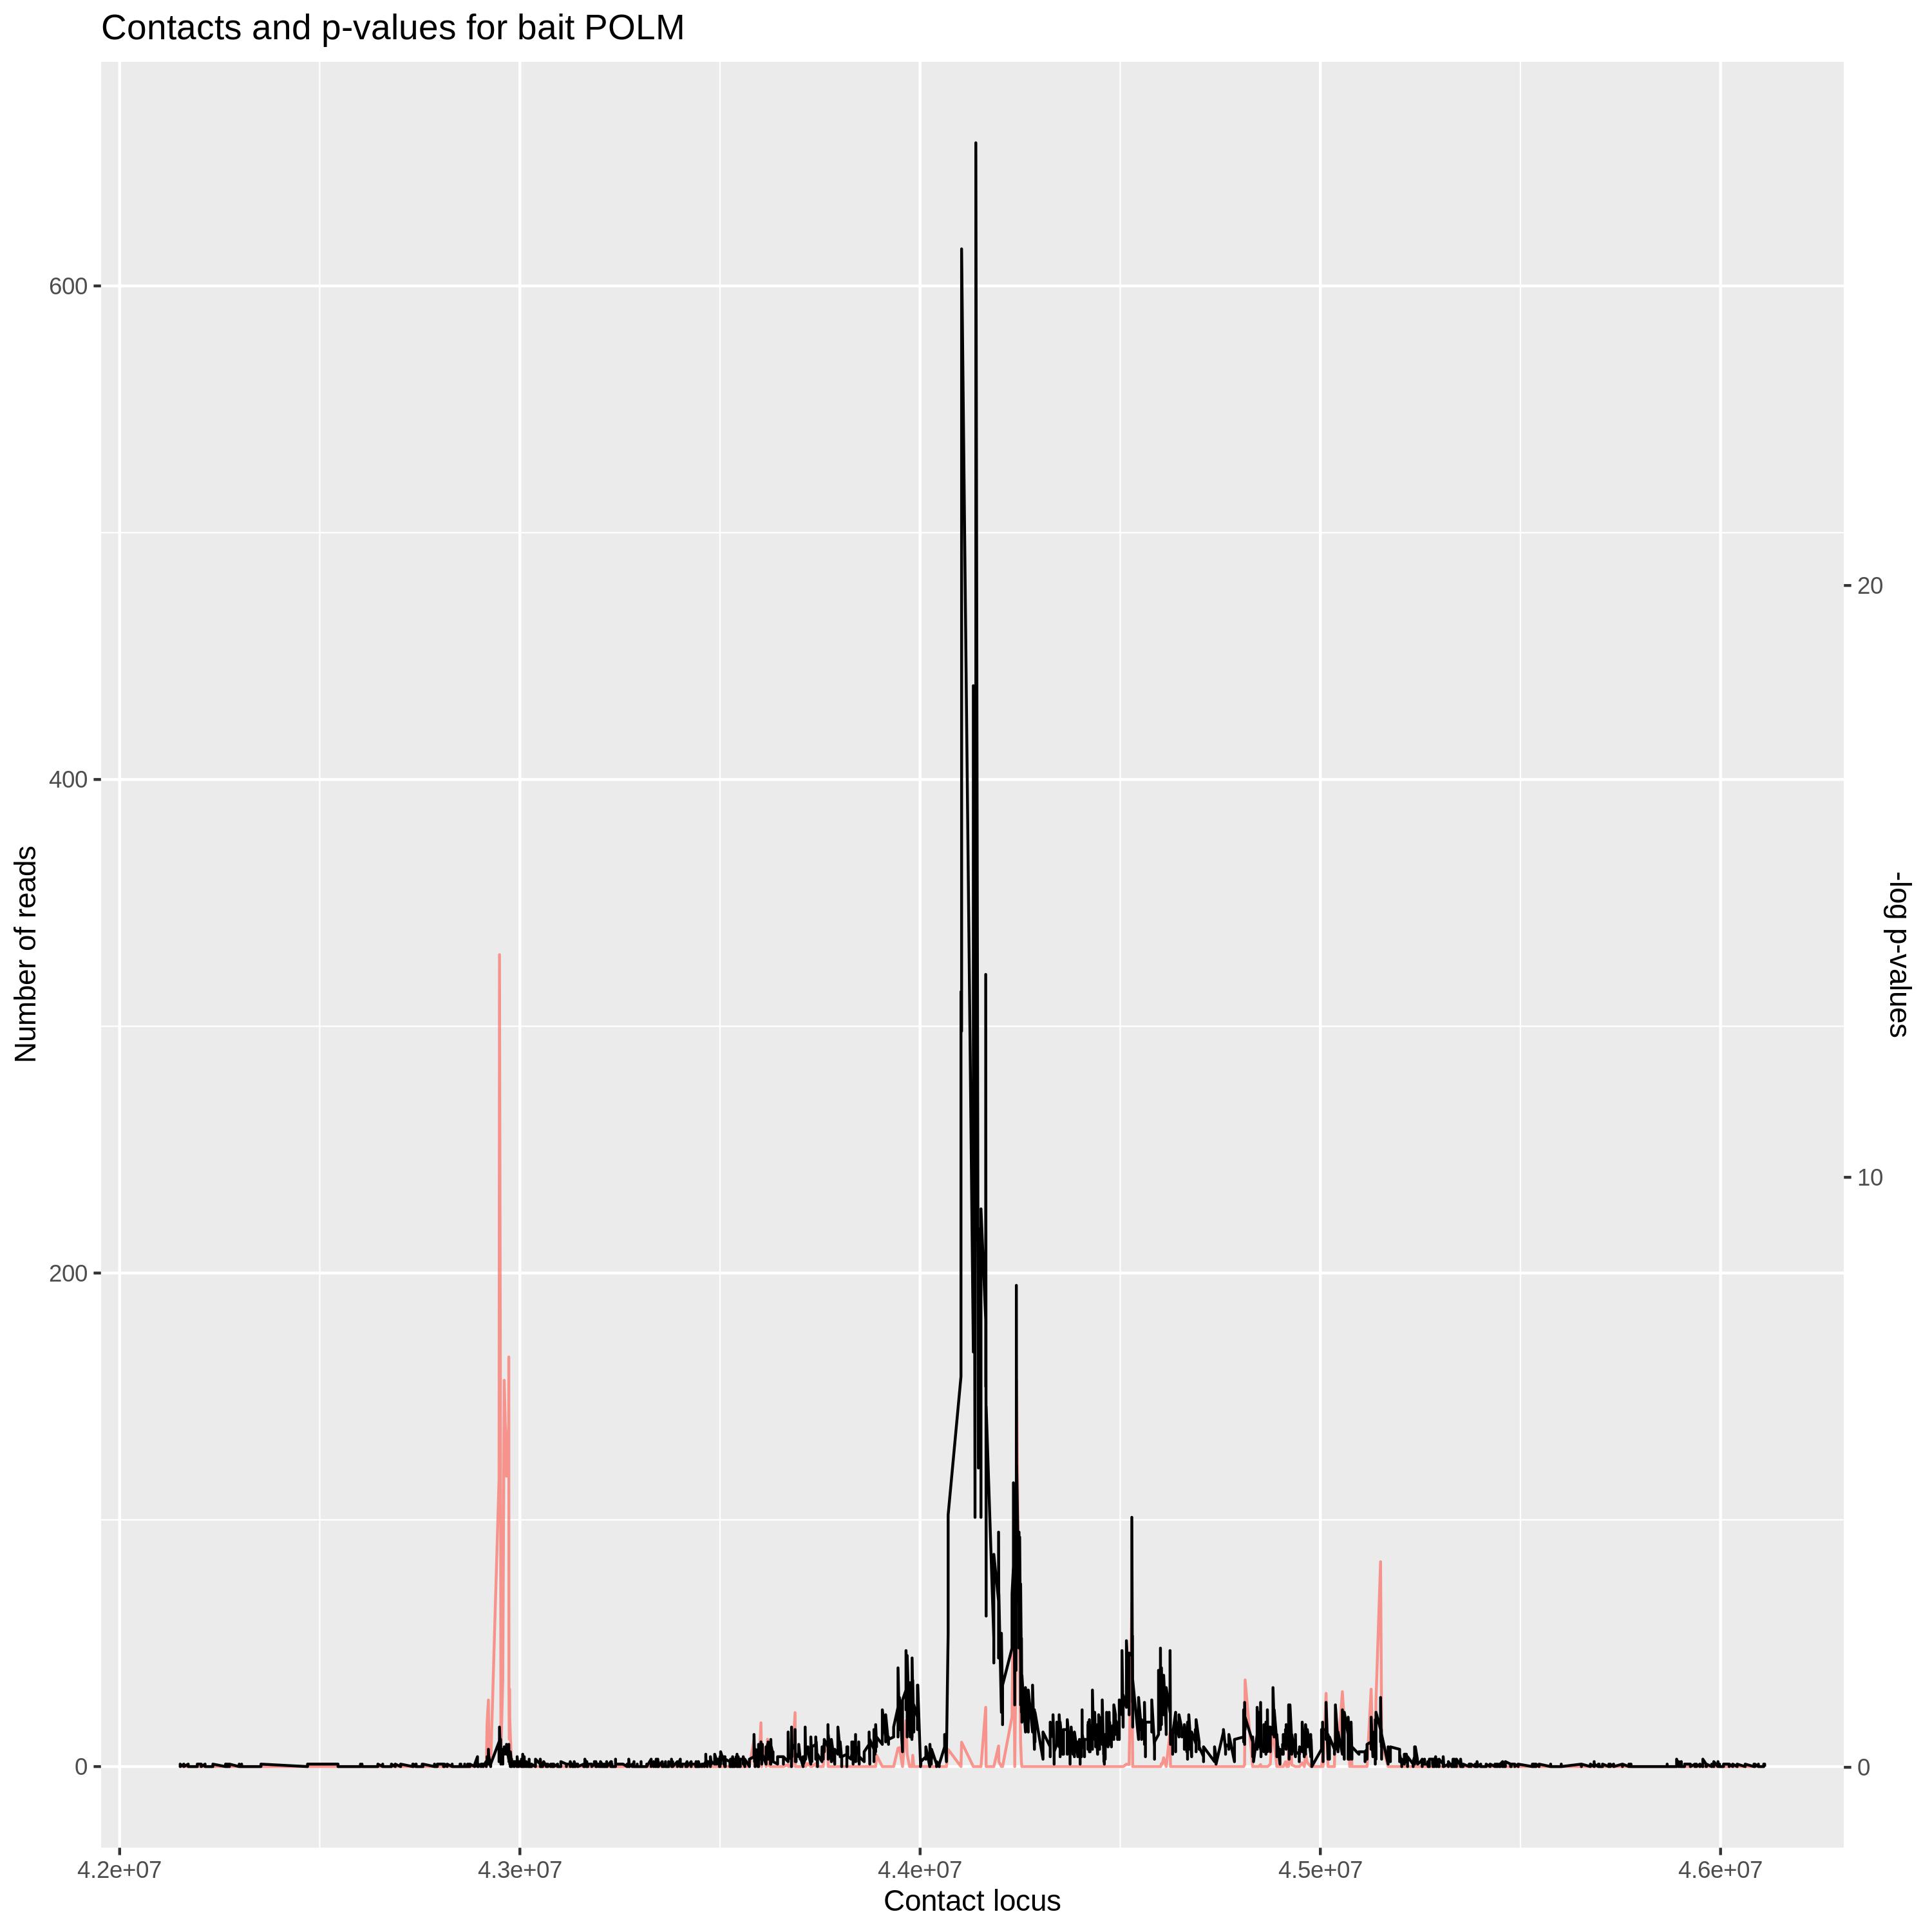 Contacts and p-values for bait POLM
Number of reads
600
400
200
0
20
10
0
-log p-values
4.2e+07 4.3e+07 4.4e+07 4.5e+07 4.6e+07
Contact locus